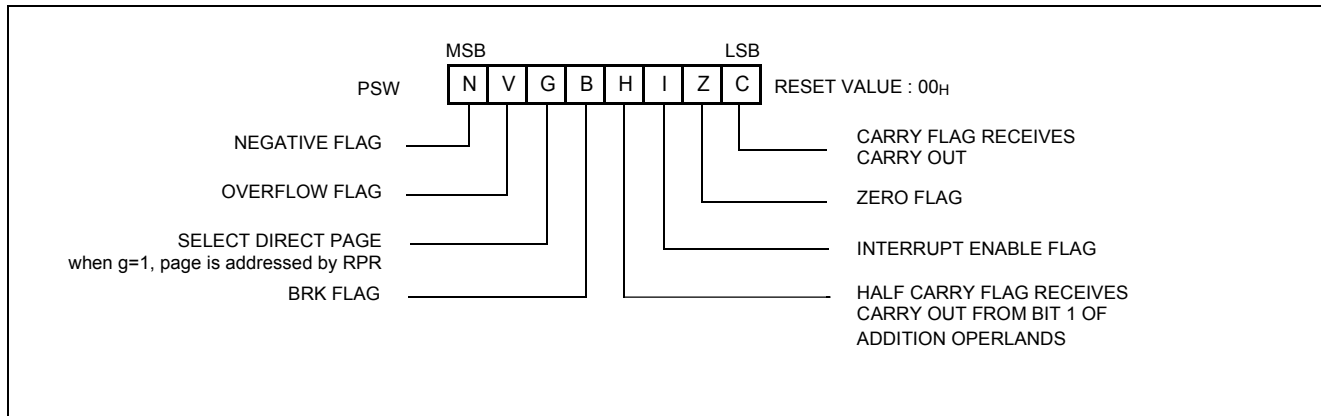 MSB LSB
PSW N V G B H I Z C RESET VALUE : 00H
NEGATIVE FLAG
OVERFLOW FLAG
SELECT DIRECT PAGE
when g=1, page is addressed by RPR
BRK FLAG
CARRY FLAG RECEIVES
CARRY OUT
ZERO FLAG
INTERRUPT ENABLE FLAG
HALF CARRY FLAG RECEIVES
CARRY OUT FROM BIT 1 OF
ADDITION OPERLANDS